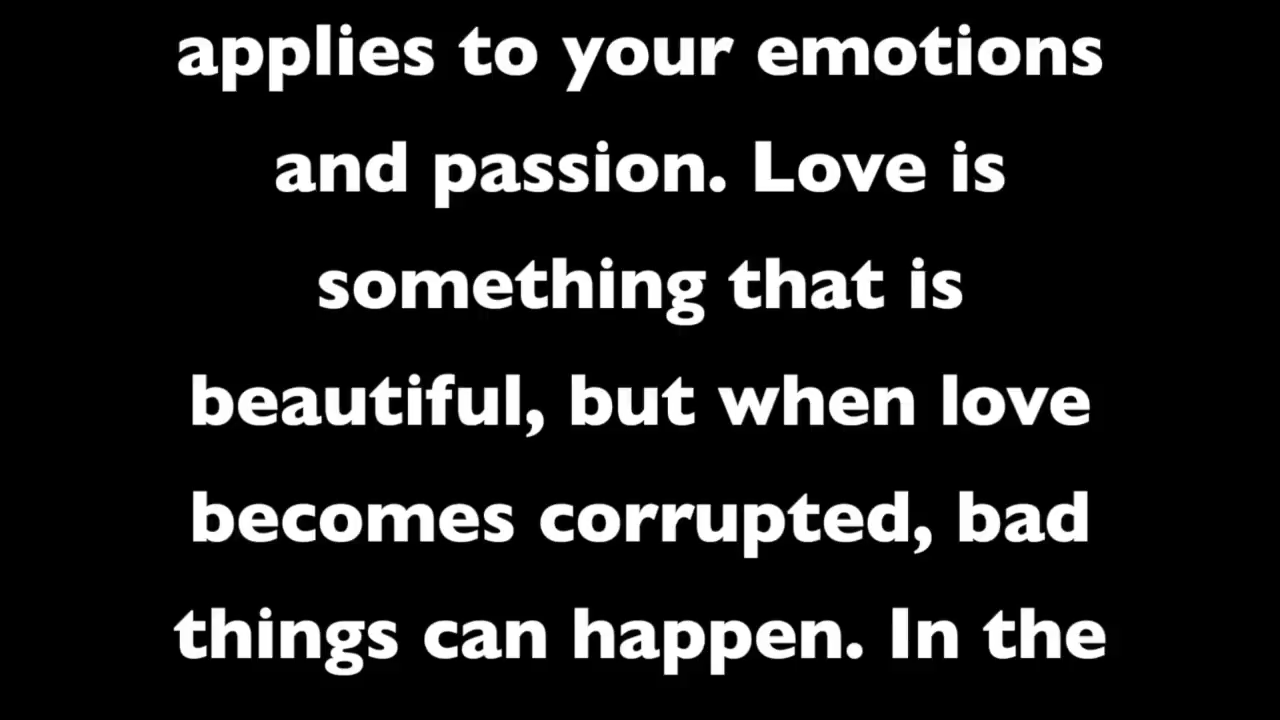 applies to your emotions
and passion. Love is
something that is
beautiful, but when love
becomes corrupted, bad
things can happen. In the